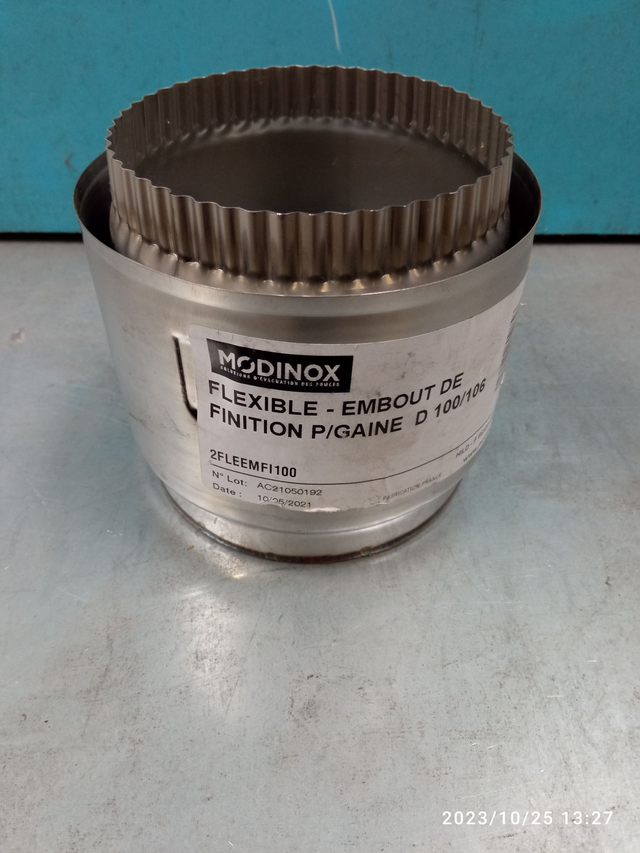 MODINOX
SOLUTIONS D'ÉVACUATION DES FUMÉES
FLEXIBLE - EMBOUT DE
FINITION P/GAINE D 100/106
2FLEEMFI100
N° Lot: AC21050192
Date : 10/05/2021
2023/10/25 13:27